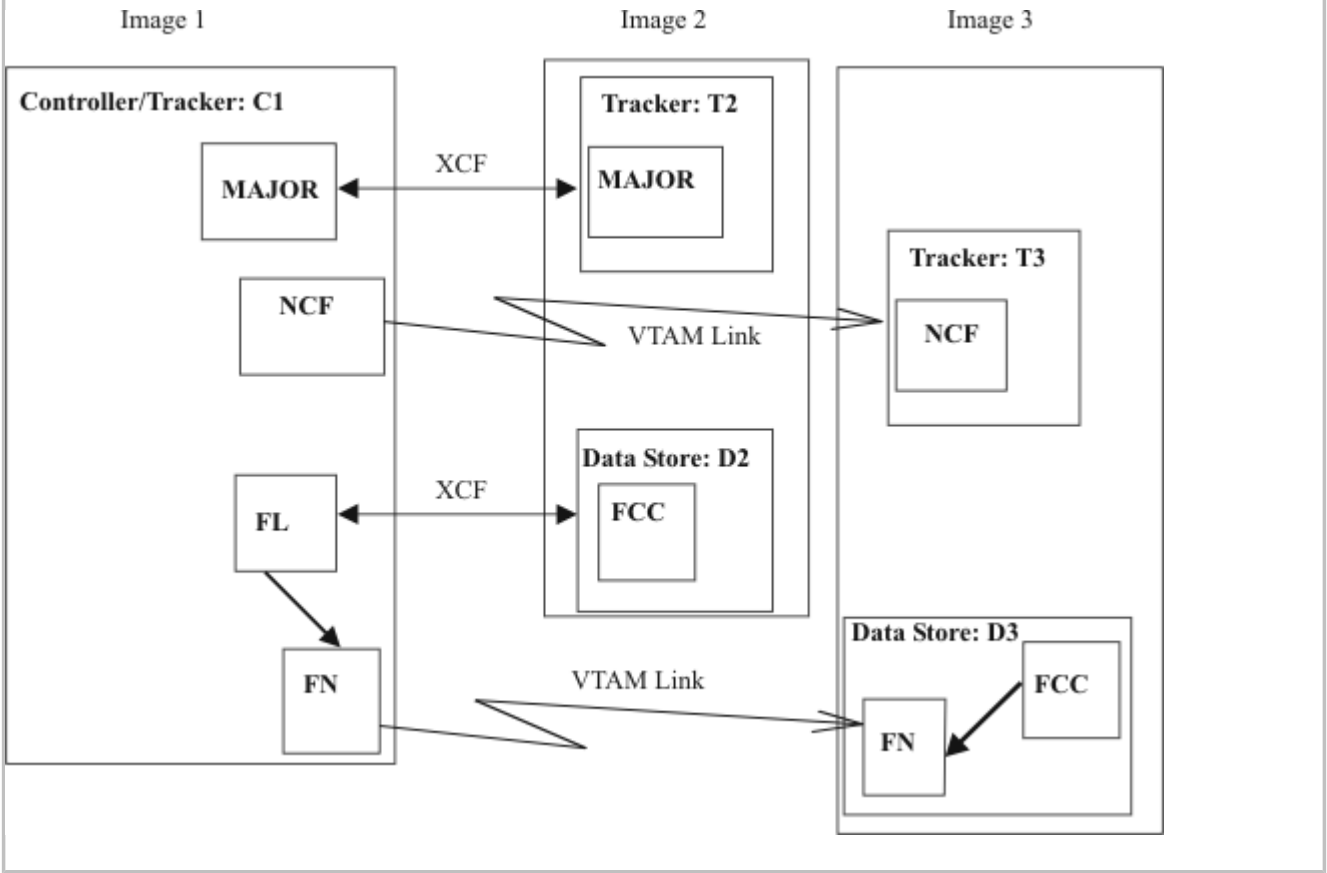 Image 1
Image 2
Image 3
Controller/Tracker: C1
Tracker: T2
MAJOR
XCF
MAJOR
Tracker: T3
NCF
VTAM Link
NCF
Data Store: D2
XCF
FL
FCC
Data Store: D3
FN
VTAM Link
FCC
FN